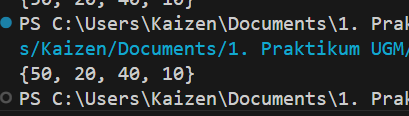 {50, 20, 40, 10}
PS C:\Users\Kaizen\Documents\1. Prak
s/Kaizen/Documents/1. Praktikum UGM/
{50, 20, 40, 10}
PS C:\Users\Kaizen\Documents\1. Prak